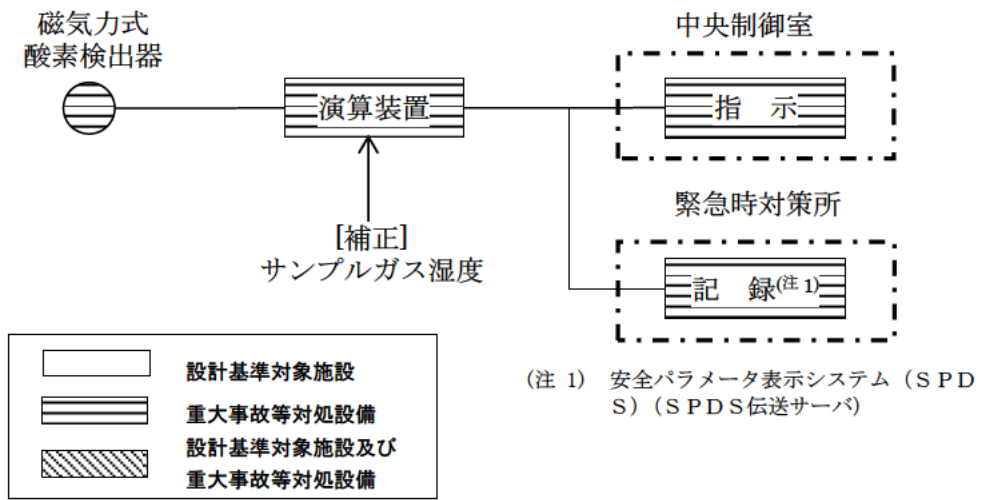 磁気力式
酸素検出器
演算装置
[補正]
サンプルガス湿度
中央制御室
指　示
緊急時対策所
記　録(注1)
(注 1)　安全パラメータ表示システム（ＳＰＤ
Ｓ）（ＳＰＤＳ伝送サーバ）
設計基準対象施設
重大事故等対処設備
設計基準対象施設及び
重大事故等対処設備